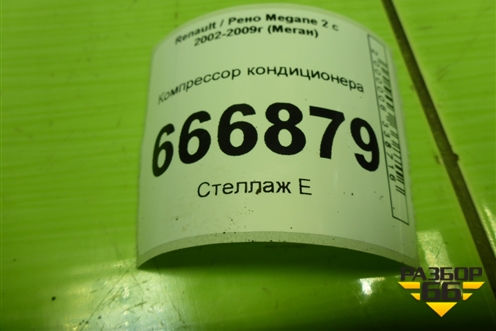 Renault / Рено Megane 2 с
2002-2009г (Меган)
Компрессор кондиционера
666879
Стеллаж Е
РАЗБОР
66